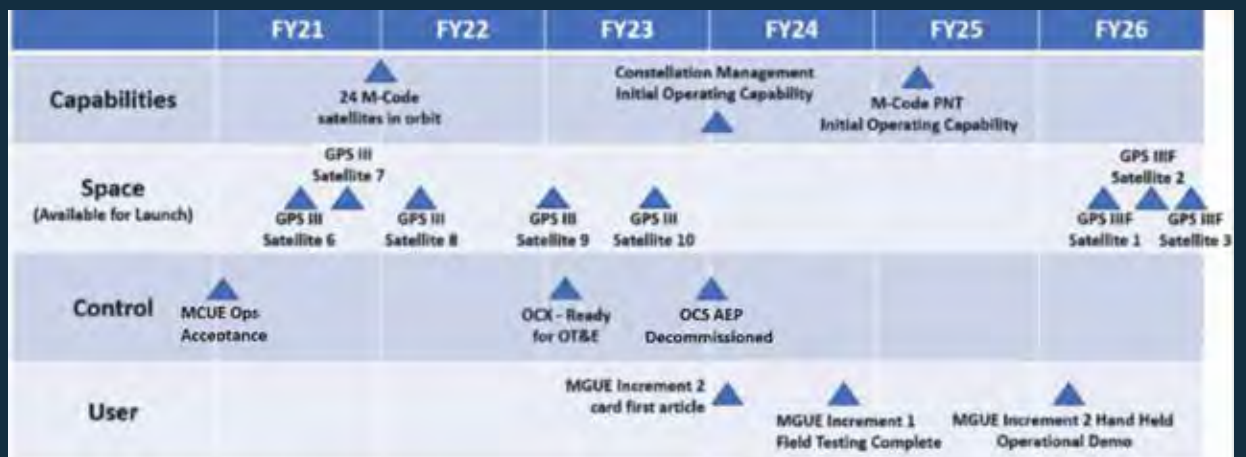 FY21 FY22 FY23 FY24 FY25 FY26
Capabilities
24 M-Code
satellites in orbit
Constellation Management
Initial Operating Capability
M-Code PNT
Initial Operating Capability
Space
(Available for Launch)
GPS III
Satellite 6
GPS III
Satellite 7
GPS III
Satellite 8
GPS III
Satellite 9
GPS III
Satellite 10
GPS IIIF
Satellite 1
GPS IIIF
Satellite 2
GPS IIIF
Satellite 3
Control
MCUE Ops
Acceptance
OCX - Ready
for OT&E
OCS AEP
Decommissioned
User
MGUE Increment 2
card first article
MGUE Increment 1
Field Testing Complete
MGUE Increment 2 Hand Held
Operational Demo